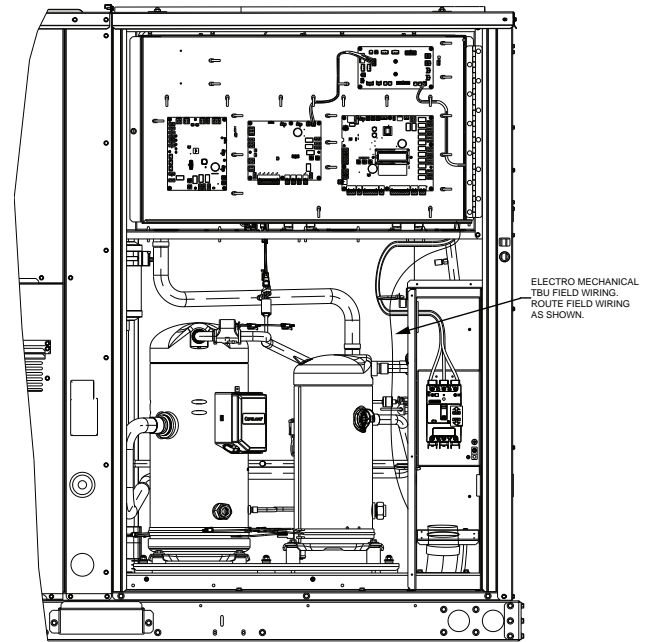 ELECTRO MECHANICAL
TBU FIELD WIRING.
ROUTE FIELD WIRING
AS SHOWN.